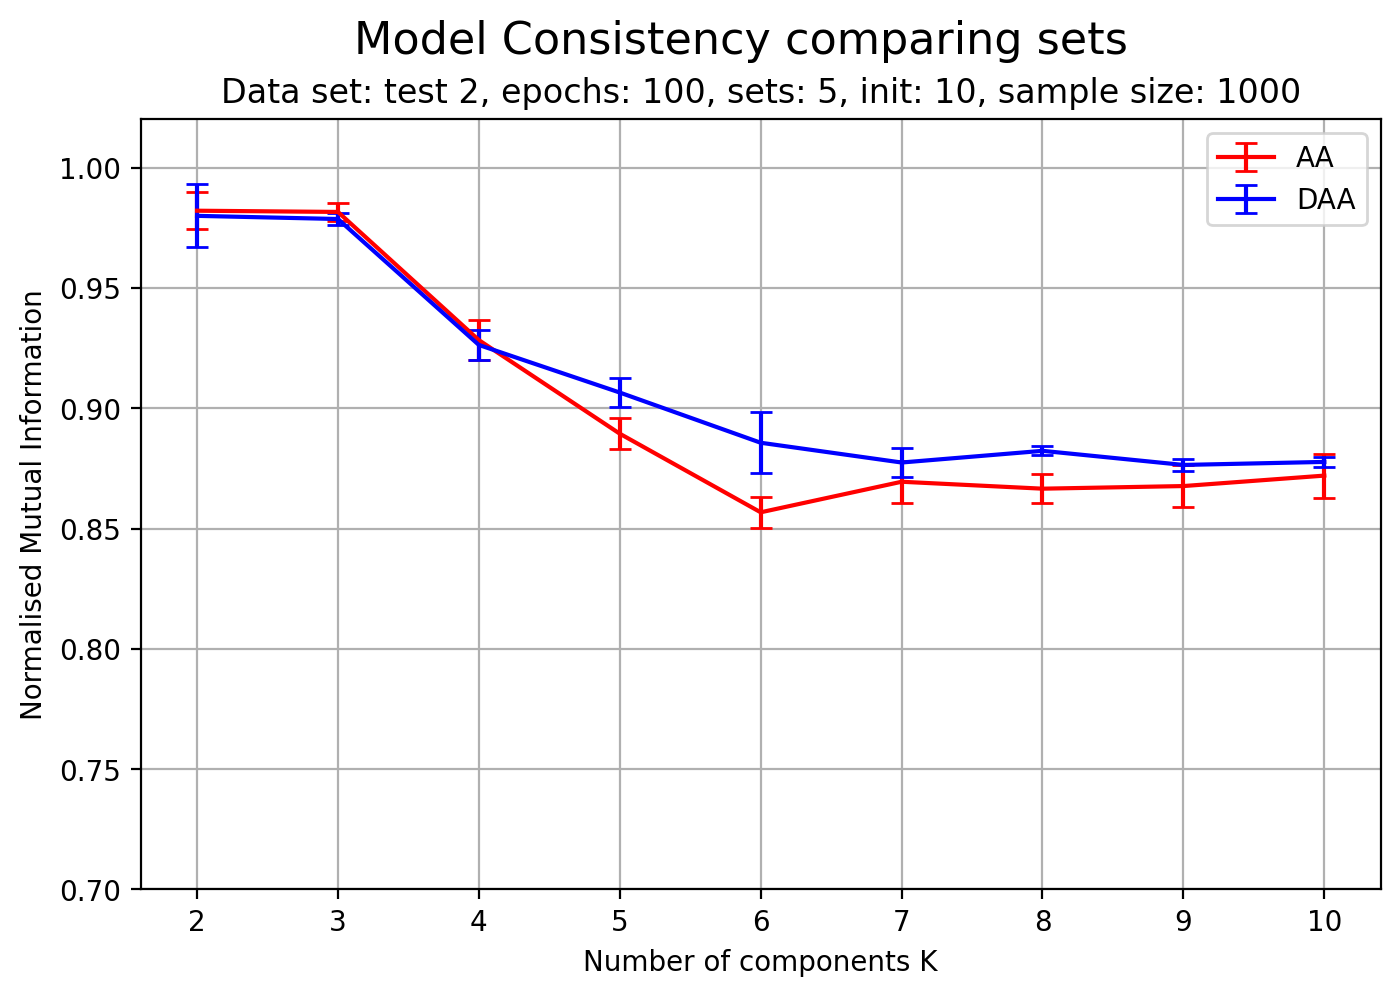 Model Consistency comparing sets
Data set: test 2, epochs: 100, sets: 5, init: 10, sample size: 1000
AA
DAA
Normalised Mutual Information
1.00
0.95
0.90
0.85
0.80
0.75
0.70
2 3 4 5 6 7 8 9 10
Number of components K